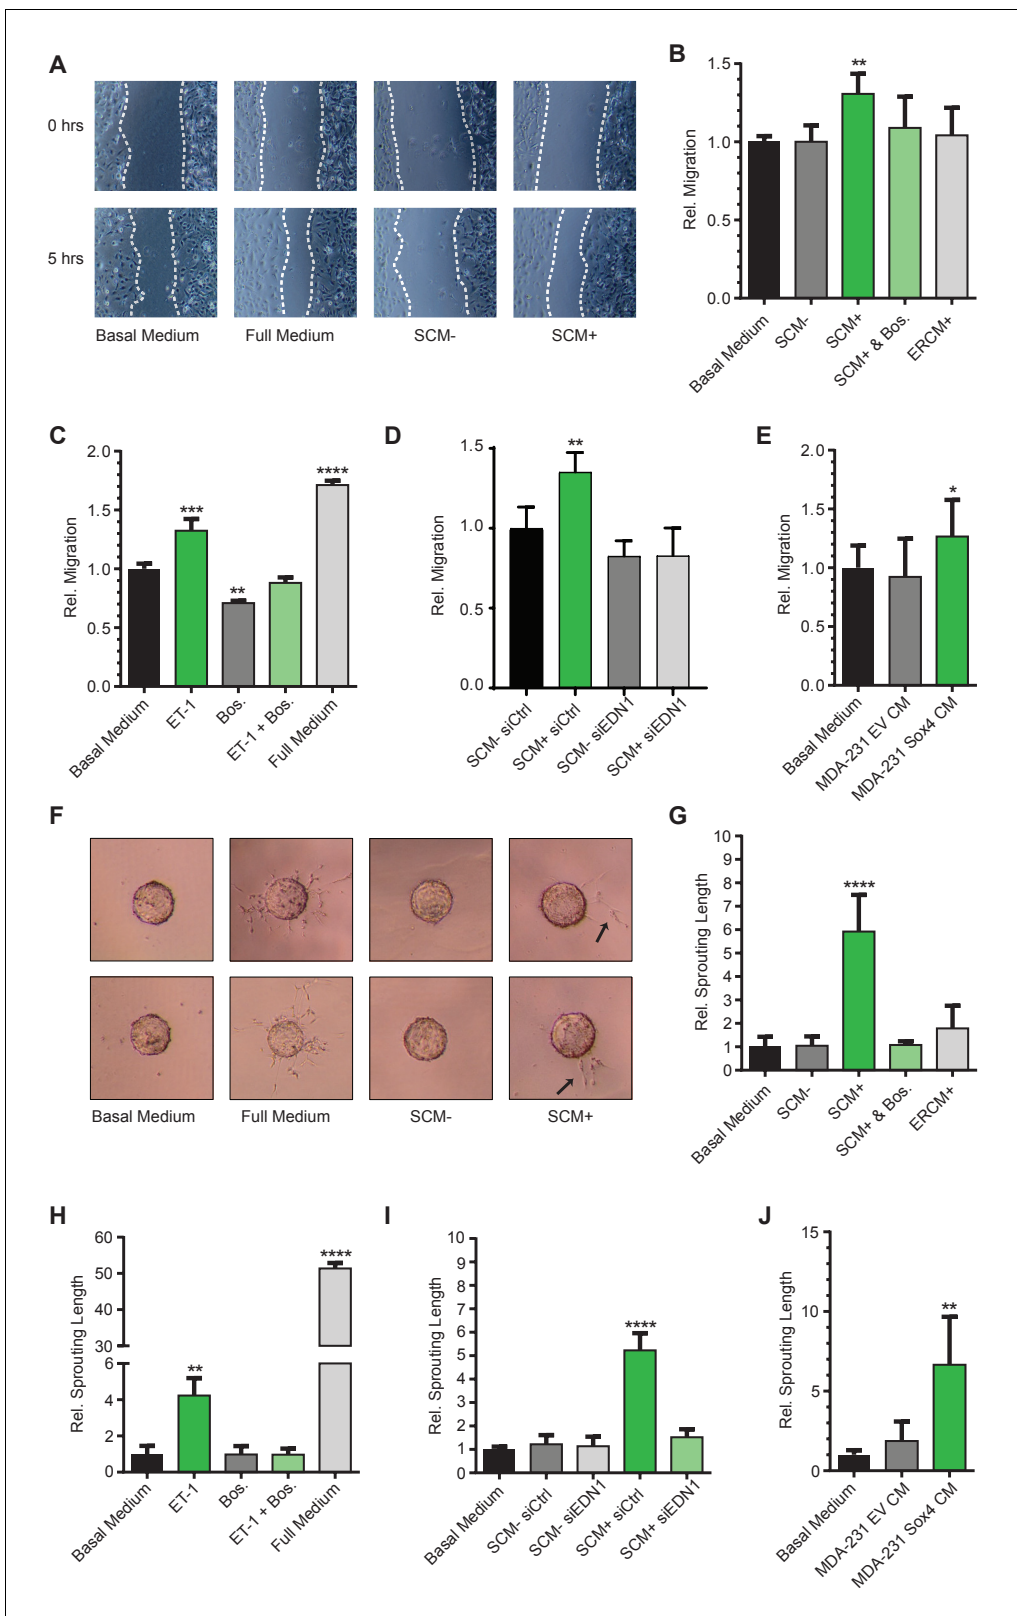 A
0 hrs
5 hrs
Basal Medium
Full Medium
SCM-
SCM+
B
Rel. Migration
1.5
1.0
0.5
0.0
**
Basal Medium
SCM-
SCM+
SCM+ & Bos.
ERCM+
C
Rel. Migration
2.0
1.5
1.0
0.5
0.0
***
**
****
Basal Medium
ET-1
Bos.
ET-1 + Bos.
Full Medium
D
Rel. Migration
1.5
1.0
0.5
0.0
**
SCM- siCtrl
SCM+ siCtrl
SCM- siEDN1
SCM+ siEDN1
E
Rel. Migration
2.0
1.5
1.0
0.5
0.0
*
Basal Medium
MDA-231 EV CM
MDA-231 Sox4 CM
F
Basal Medium
Full Medium
SCM-
SCM+
G
Rel. Sprouting Length
10
9
8
7
6
5
4
3
2
1
0
****
Basal Medium
SCM-
SCM+
SCM+ & Bos.
ERCM+
H
Rel. Sprouting Length
60
50
40
30
6
4
2
0
**
****
Basal Medium
ET-1
Bos.
ET-1 + Bos.
Full Medium
I
Rel. Sprouting Length
10
9
8
7
6
5
4
3
2
1
0
****
Basal Medium
SCM- siCtrl
SCM- siEDN1
SCM+ siCtrl
SCM+ siEDN1
J
Rel. Sprouting Length
15
10
5
0
**
Basal Medium
MDA-231 EV CM
MDA-231 Sox4 CM